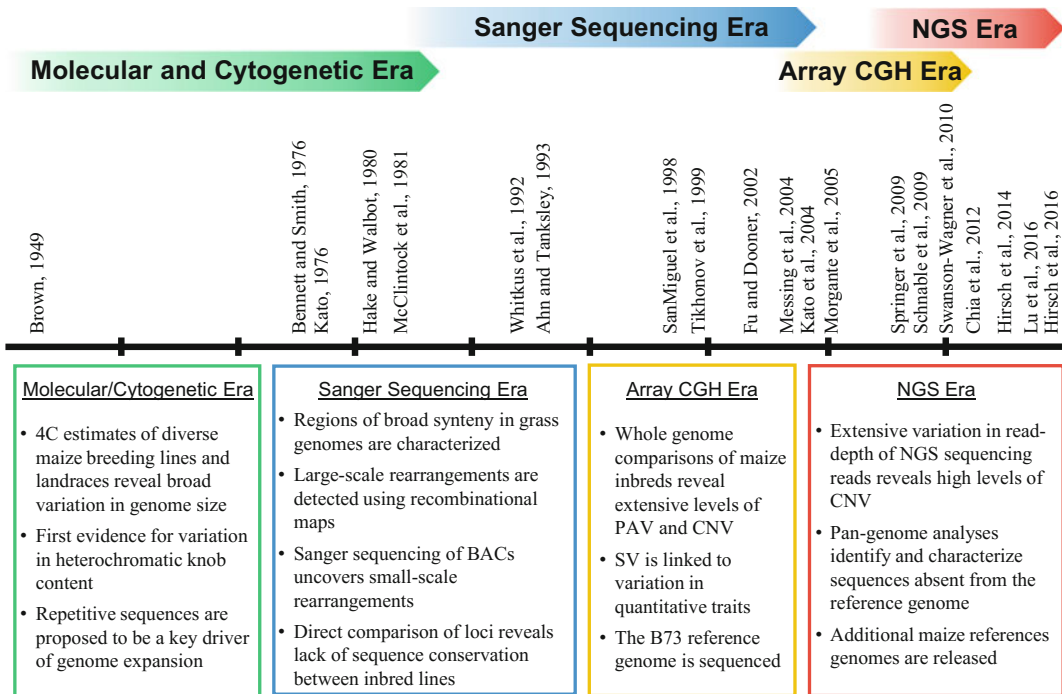 Sanger Sequencing Era
NGS Era
Molecular and Cytogenetic Era
Array CGH Era
Brown, 1949
Bennett and Smith, 1976
Kato, 1976
Hake and Walbot, 1980
McClintock et al., 1981
Whitkus et al., 1992
Ahn and Tanksley, 1993
SanMiguel et al., 1998
Tikhonov et al., 1999
Fu and Dooner, 2002
Messing et al., 2004
Kato et al., 2004
Morgante et al., 2005
Springer et al., 2009
Schnable et al., 2009
Swanson-Wagner et al., 2010
Chia et al., 2012
Hirsch et al., 2014
Lu et al., 2016
Hirsch et al., 2016
Molecular/Cytogenetic Era
• 4C estimates of diverse
maize breeding lines and
landraces reveal broad
variation in genome size
• First evidence for variation
in heterochromatic knob
content
• Repetitive sequences are
proposed to be a key driver
of genome expansion
Sanger Sequencing Era
• Regions of broad synteny in grass
genomes are characterized
• Large-scale rearrangements are
detected using recombinational
maps
• Sanger sequencing of BACs
uncovers small-scale
rearrangements
• Direct comparison of loci reveals
lack of sequence conservation
between inbred lines
Array CGH Era
• Whole genome
comparisons of maize
inbreds reveal
extensive levels of
PAV and CNV
• SV is linked to
variation in
quantitative traits
• The B73 reference
genome is sequenced
NGS Era
• Extensive variation in read-
depth of NGS sequencing
reads reveals high levels of
CNV
• Pan-genome analyses
identify and characterize
sequences absent from the
reference genome
• Additional maize references
genomes are released